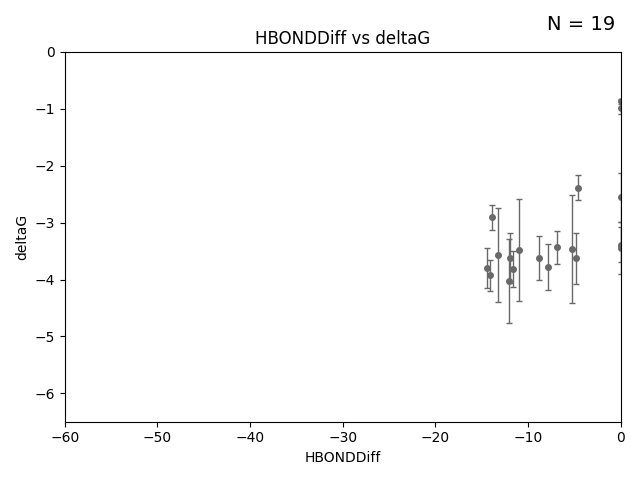 N = 19
HBONDDiff vs deltaG
0
−1
−2
−3
−4
−5
−6
deltaG
−60 −50 −40 −30 −20 −10 0
HBONDDiff